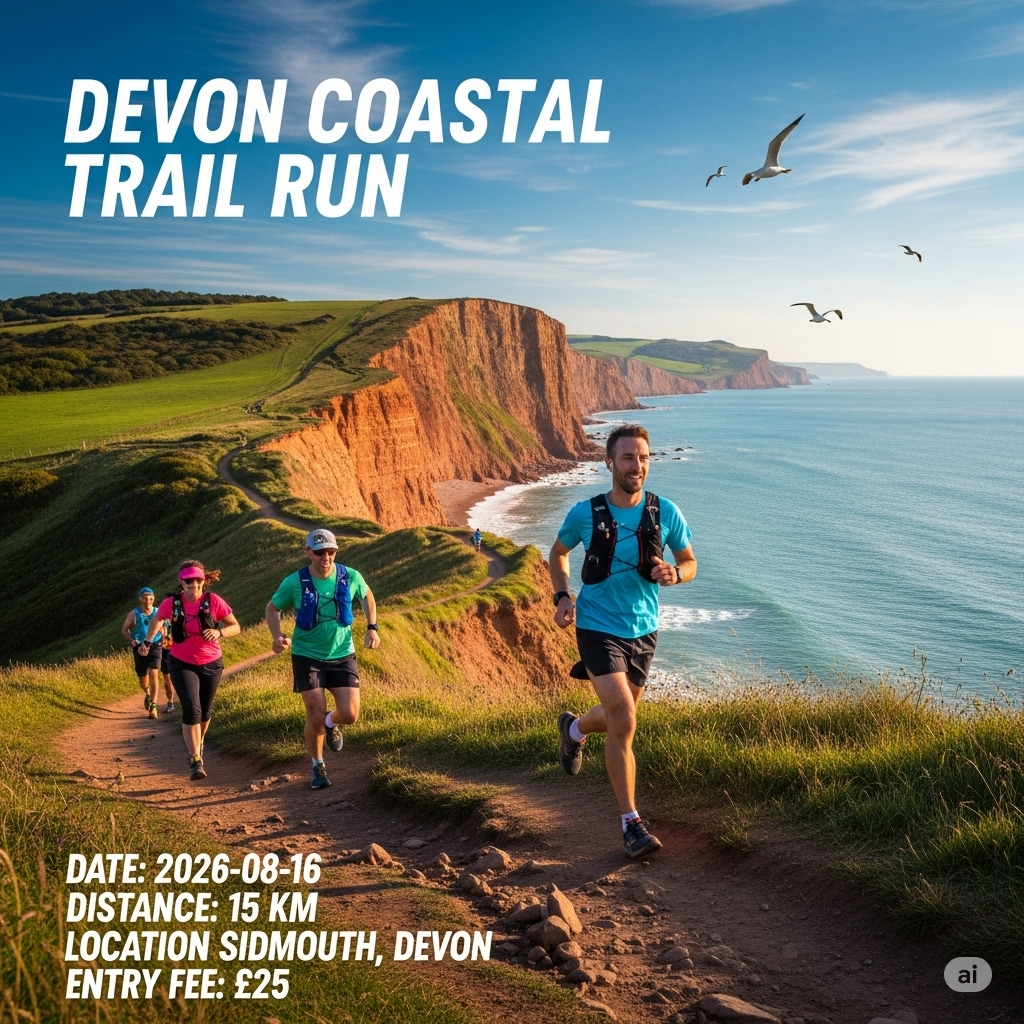 DEVON COASTAL
TRAIL RUN
DATE: 2026-08-16
DISTANCE: 15 KM
LOCATION SIDMOUTH, DEVON
ENTRY FEE: £25
ai